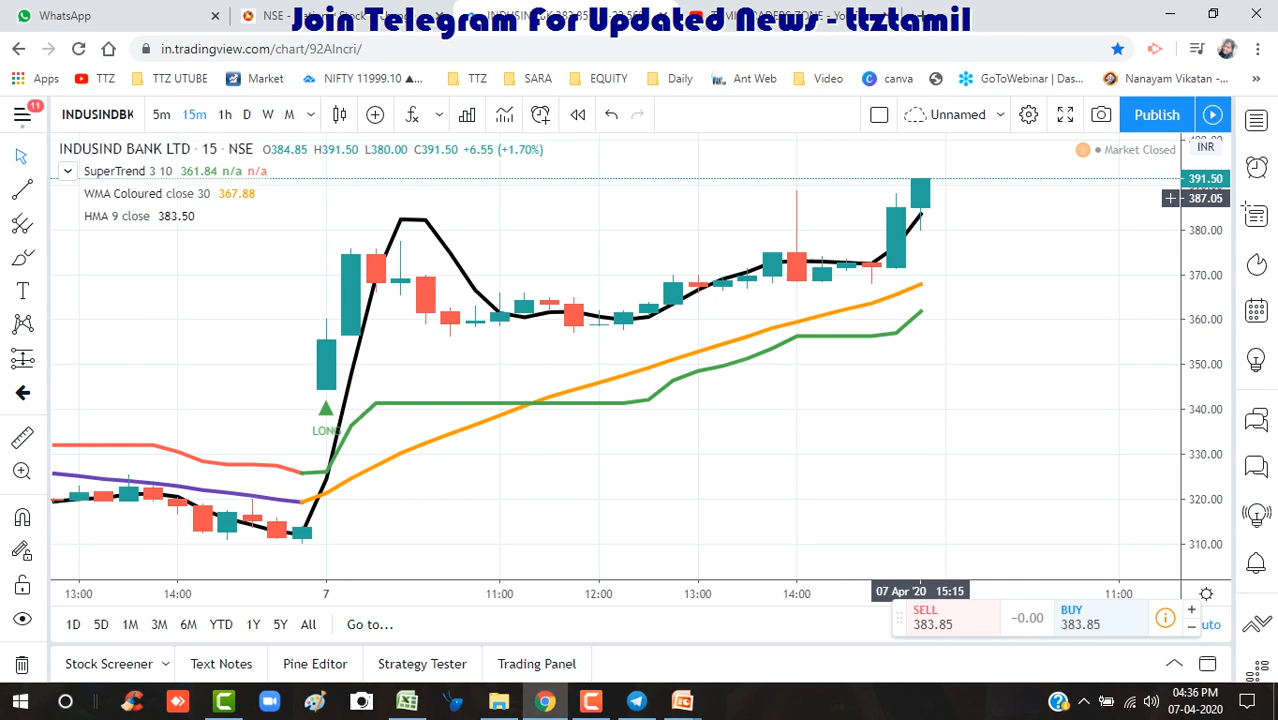 Join Telegram For Updated News - ttztamil
WhatsApp
in.tradingview.com/chart/92AIncri/
Apps TTZ TTZ UTUBE Market NIFTY 11999.10 ▲... TTZ SARA EQUITY Daily Ant Web Video canva GoToWebinar | Das... Nanayam Vikatan -... »
11 INDUSINDBK 5m 15m 1h D W M Unnamed Publish
INDUSIND BANK LTD · 15 · NSE O384.85 H391.50 L380.00 C391.50 +6.55 (+1.70%) Market Closed INR
SuperTrend 3 10 361.84 n/a n/a
WMA Coloured close 30 367.88
HMA 9 close 383.50
391.50
387.05
380.00
370.00
360.00
350.00
340.00
330.00
320.00
310.00
LONG
13:00 14:00 7 11:00 12:00 13:00 14:00 07 Apr '20 15:15 11:00
SELL 383.85 -0.00 BUY 383.85
1D 5D 1M 3M 6M YTD 1Y 5Y All Go to...
Stock Screener Text Notes Pine Editor Strategy Tester Trading Panel
04:36 PM
07-04-2020